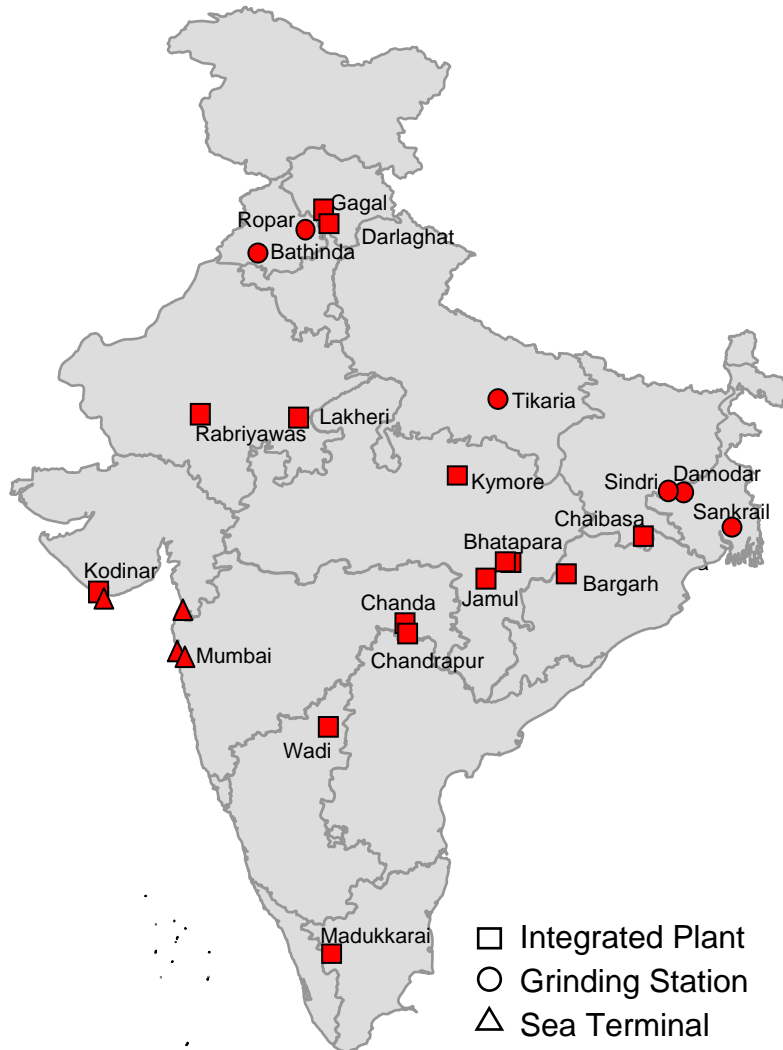 Gagal
Ropar
Darlaghat
Bathinda
Tikaria
Lakheri
Rabriyawas
Kymore
Sindri
Damodar
Sankrail
Chaibasa
Bhatapara
a
Kodinar
Jamul
Bargarh
Chanda
Mumbai
Chandrapur
Wadi
Madukkarai
Integrated Plant
Grinding Station
Sea Terminal